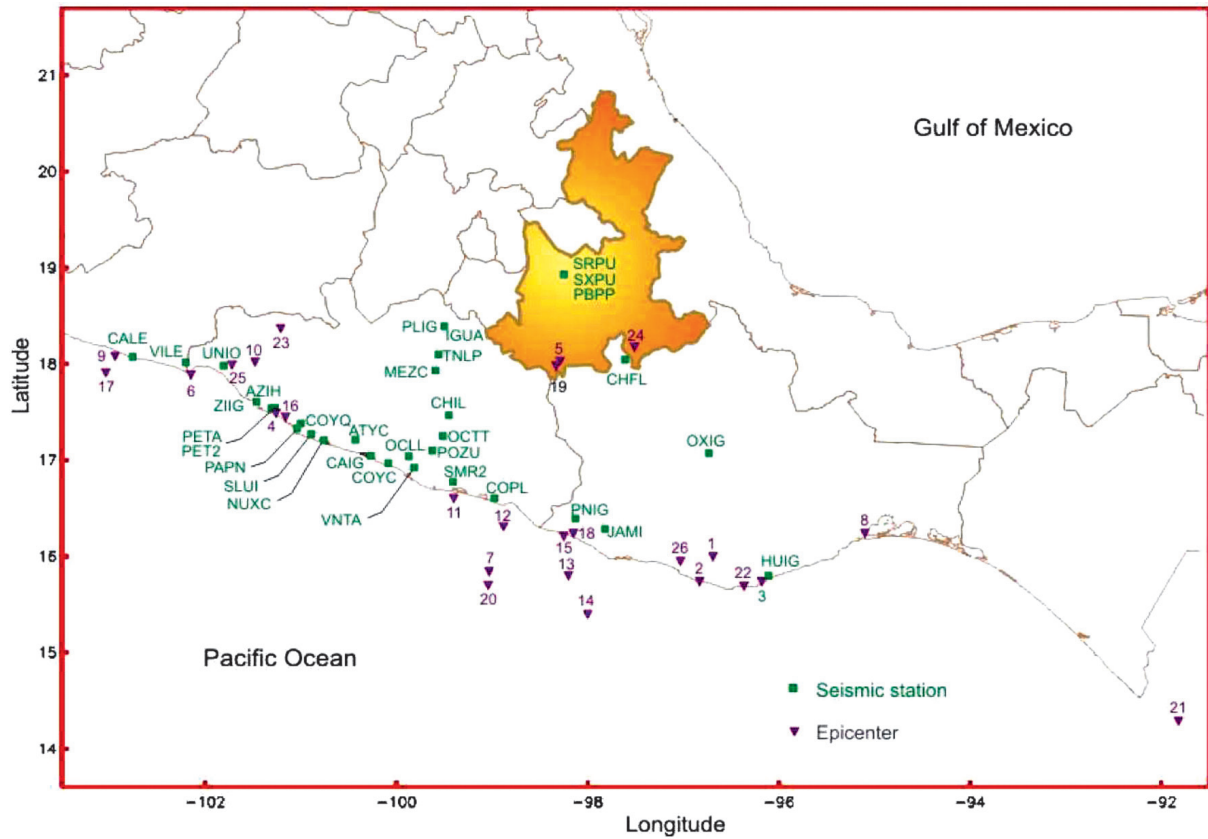 21
20
19
18
17
16
15
14
Latitude
Gulf of Mexico
SRPU
SXPU
PBPP
PLIG
IGUA
TNLP
MEZC
CALE
VILE
UNIO
9
17
6
25
10
23
5
19
24
CHFL
AZIH
ZIIG
16
4
COYQ
ATYC
CHIL
PETA
PET2
PAPN
SLUI
NUXC
OCLL
OCTT
POZU
CAIG
COYC
VNTA
SMR2
COPL
OXIG
11
12
PNIG
JAMI
15
18
7
13
20
14
26
1
2
22
3
HUIG
8
21
Pacific Ocean
Seismic station
Epicenter
-102
-100
-98
-96
-94
-92
Longitude